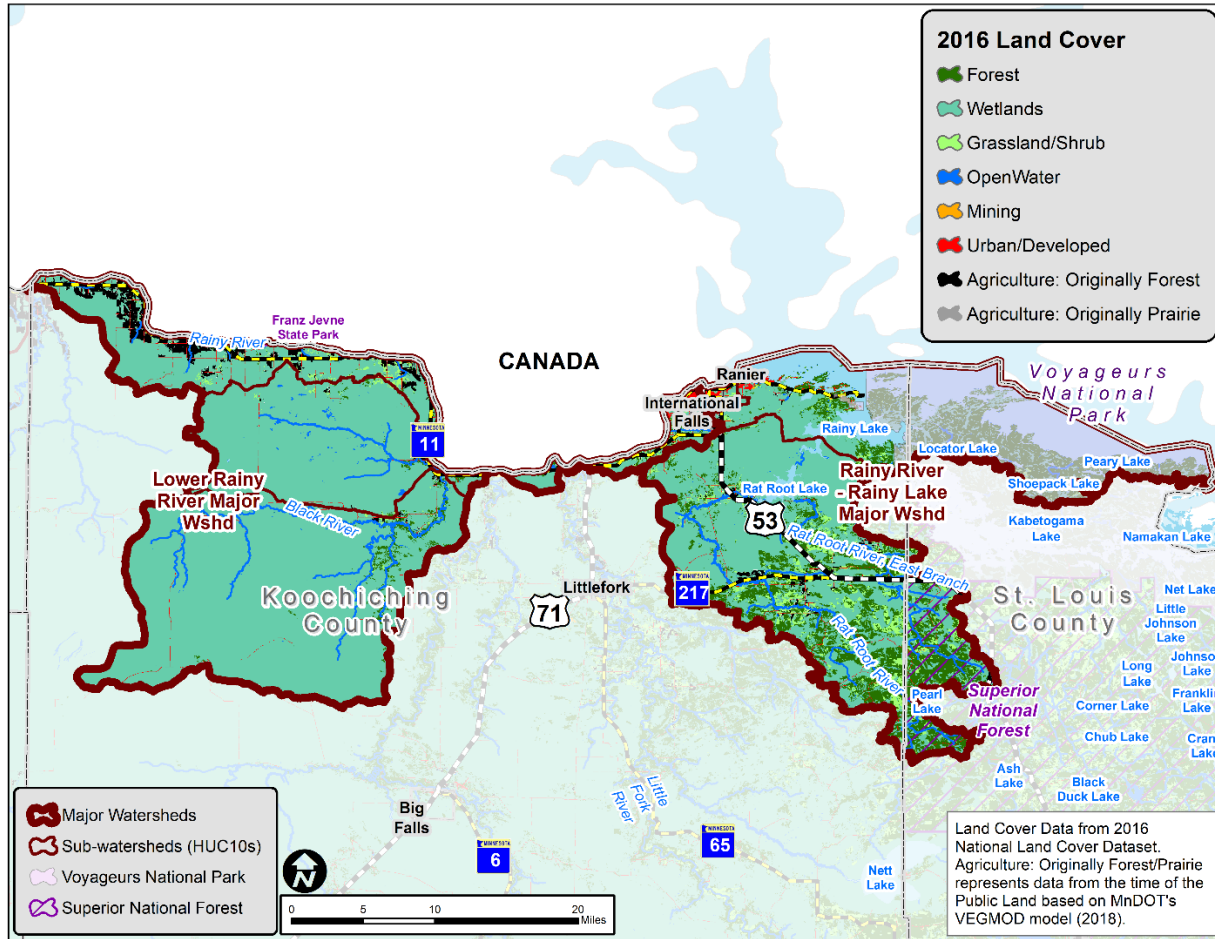 2016 Land Cover
Forest
Wetlands
Grassland/Shrub
OpenWater
Mining
Urban/Developed
Agriculture: Originally Forest
Agriculture: Originally Prairie
Franz Jevne
State Park
Rainy River
CANADA
Ranier
International
Falls
Voyageurs
National
Park
MINNESOTA
11
Rainy Lake
Locator Lake
Peary Lake
Shoepack Lake
Lower Rainy
River Major
Wshd
Rainy River
- Rainy Lake
Major Wshd
Rat Root Lake
Kabetogama
Lake
Namakan Lake
Black River
53
Rat Root River, East Branch
Koochiching
County
Littlefork
71
MINNESOTA
217
St. Louis
County
Net Lake
Little
Johnson
Lake
Johnson
Lake
Long
Lake
Franklin
Lake
Rat Root River
Pearl
Lake
Superior
National
Forest
Corner Lake
Chub Lake
Cran
Lake
Ash
Lake
Black
Duck Lake
Little
Fork
River
Big
Falls
MINNESOTA
6
MINNESOTA
65
Nett
Lake
Major Watersheds
Sub-watersheds (HUC10s)
Voyageurs National Park
Superior National Forest
N
0 5 10 20
Miles
Land Cover Data from 2016
National Land Cover Dataset.
Agriculture: Originally Forest/Prairie
represents data from the time of the
Public Land based on MnDOT's
VEGMOD model (2018).